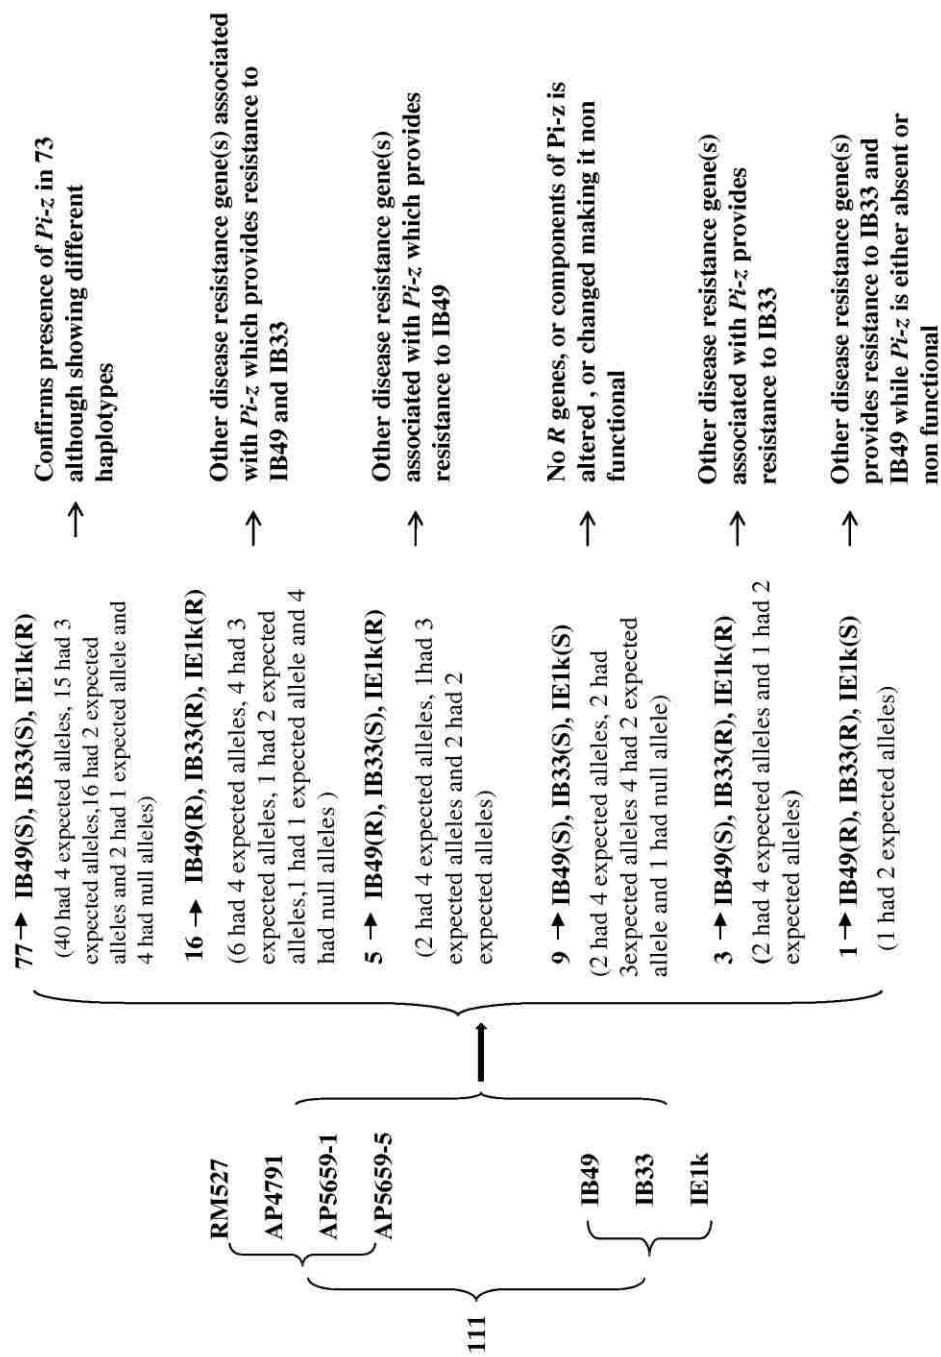 111
RM527
AP4791
AP5659-1
AP5659-5
IB49
IB33
IE1k
77 → IB49(S), IB33(S), IE1k(R)
(40 had 4 expected alleles, 15 had 3
expected alleles,16 had 2 expected
alleles and 2 had 1 expected allele and
4 had null alleles)
→ Confirms presence of Pi-z in 73
although showing different
haplotypes
16 → IB49(R), IB33(R), IE1k(R)
(6 had 4 expected alleles, 4 had 3
expected alleles, 1 had 2 expected
alleles,1 had 1 expected allele and 4
had null alleles )
→ Other disease resistance gene(s) associated
with Pi-z which provides resistance to
IB49 and IB33
5 → IB49(R), IB33(S), IE1k(R)
(2 had 4 expected alleles, 1had 3
expected alleles and 2 had 2
expected alleles)
→ Other disease resistance gene(s)
associated with Pi-z which provides
resistance to IB49
9 → IB49(S), IB33(S), IE1k(S)
(2 had 4 expected alleles, 2 had
3expected alleles 4 had 2 expected
allele and 1 had null allele)
→ No R genes, or components of Pi-z is
altered , or changed making it non
functional
3 → IB49(S), IB33(R), IE1k(R)
(2 had 4 expected alleles and 1 had 2
expected alleles)
→ Other disease resistance gene(s)
associated with Pi-z provides
resistance to IB33
1 → IB49(R), IB33(R), IE1k(S)
(1 had 2 expected alleles)
→ Other disease resistance gene(s)
provides resistance to IB33 and
IB49 while Pi-z is either absent or
non functional